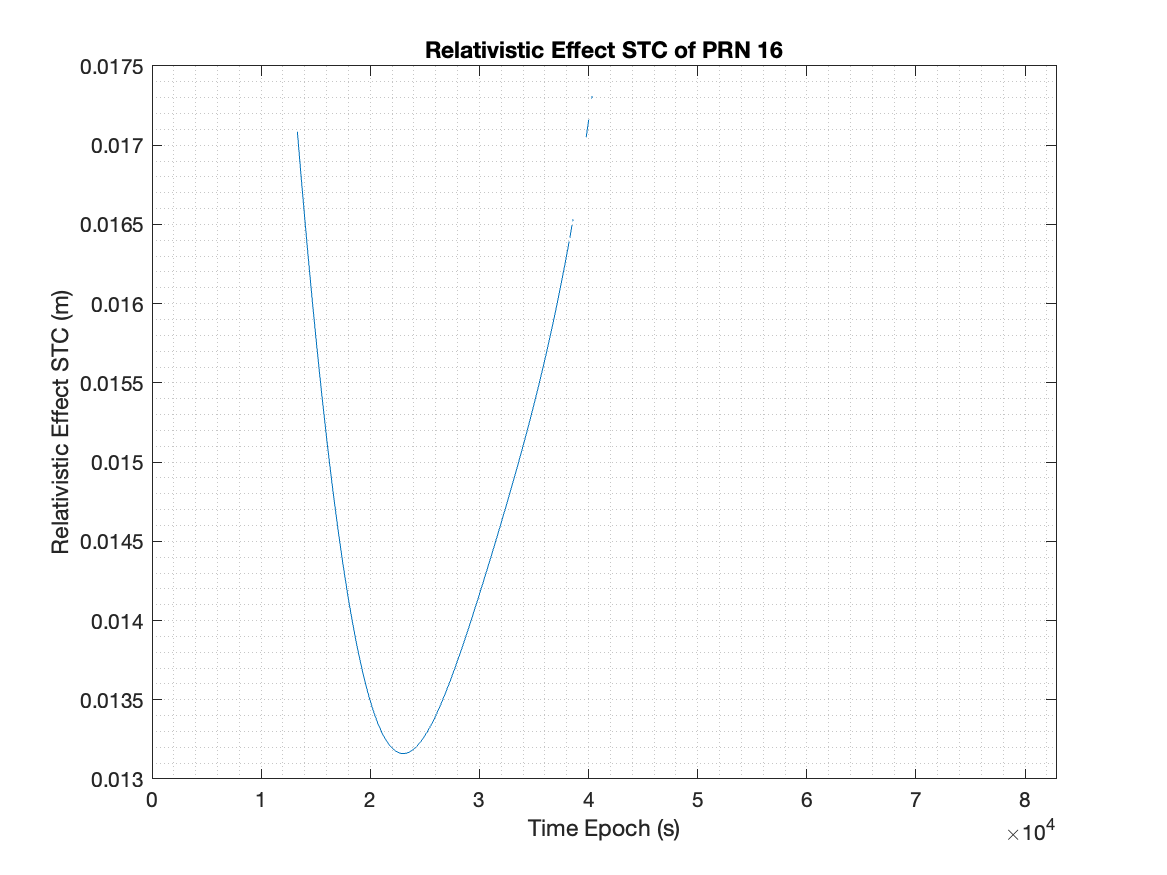 Relativistic Effect STC of PRN 16
Relativistic Effect STC (m)
0.0175
0.017
0.0165
0.016
0.0155
0.015
0.0145
0.014
0.0135
0.013
0 1 2 3 4 5 6 7 8
Time Epoch (s)
×10⁴